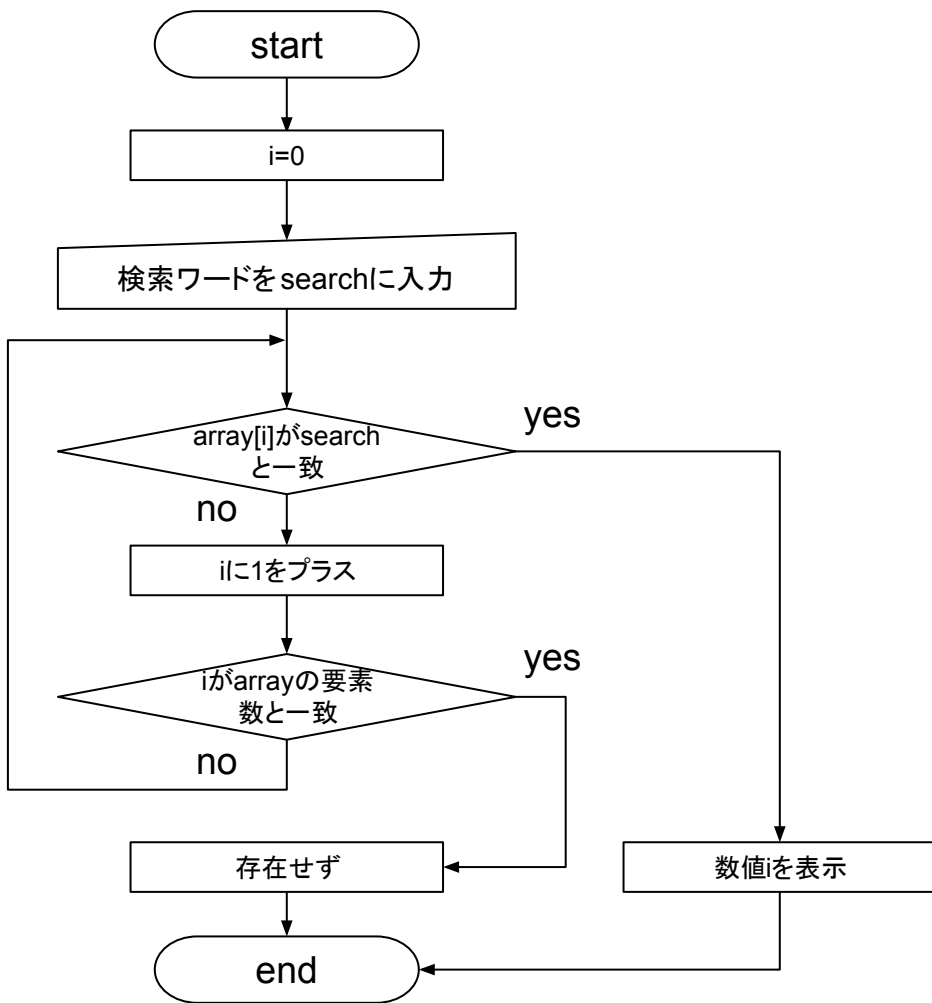 start
i=0
検索ワードをsearchに入力
array[i]がsearch
と一致
yes
no
iに1をプラス
iがarrayの要素
数と一致
yes
no
存在せず
数値iを表示
end